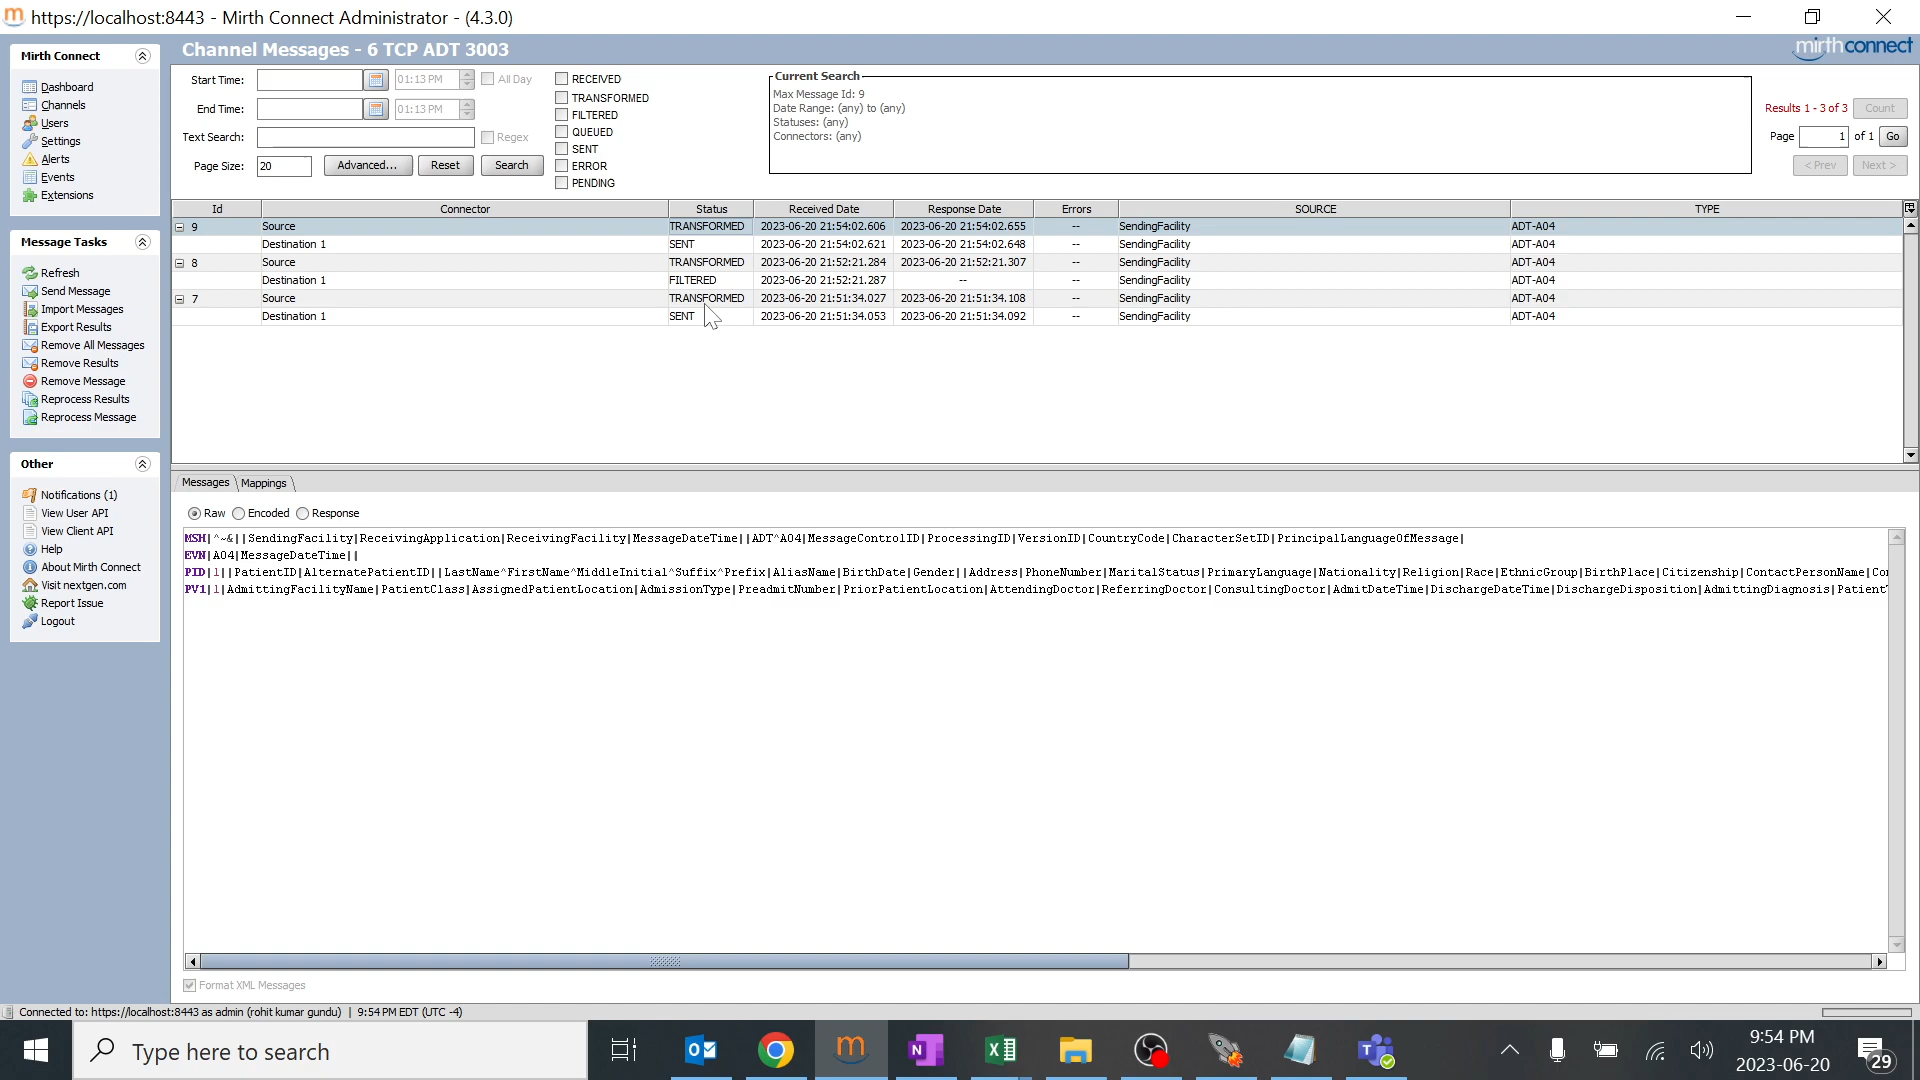 https://localhost:8443 - Mirth Connect Administrator - (4.3.0)
Mirth Connect
Dashboard
Channels
Users
Settings
Alerts
Events
Extensions
Message Tasks
Refresh
Send Message
Import Messages
Export Results
Remove All Messages
Remove Results
Remove Message
Reprocess Results
Reprocess Message
Other
Notifications (1)
View User API
View Client API
Help
About Mirth Connect
Visit nextgen.com
Report Issue
Logout
Channel Messages - 6 TCP ADT 3003
mirthconnect
Start Time: 01:13 PM All Day
End Time: 01:13 PM
Text Search: Regex
Page Size: 20 Advanced... Reset Search
RECEIVED
TRANSFORMED
FILTERED
QUEUED
SENT
ERROR
PENDING
Current Search
Max Message Id: 9
Date Range: (any) to (any)
Statuses: (any)
Connectors: (any)
Results 1 - 3 of 3 Count
Page 1 of 1 Go
< Prev Next >
Id Connector Status Received Date Response Date Errors SOURCE TYPE
9 Source TRANSFORMED 2023-06-20 21:54:02.606 2023-06-20 21:54:02.655 -- SendingFacility ADT-A04
Destination 1 SENT 2023-06-20 21:54:02.621 2023-06-20 21:54:02.648 -- SendingFacility ADT-A04
8 Source TRANSFORMED 2023-06-20 21:52:21.284 2023-06-20 21:52:21.307 -- SendingFacility ADT-A04
Destination 1 FILTERED 2023-06-20 21:52:21.287 -- -- SendingFacility ADT-A04
7 Source TRANSFORMED 2023-06-20 21:51:34.027 2023-06-20 21:51:34.108 -- SendingFacility ADT-A04
Destination 1 SENT 2023-06-20 21:51:34.053 2023-06-20 21:51:34.092 -- SendingFacility ADT-A04
Messages Mappings
Raw Encoded Response
MSH|^~&||SendingFacility|ReceivingApplication|ReceivingFacility|MessageDateTime||ADT^A04|MessageControlID|ProcessingID|VersionID|CountryCode|CharacterSetID|PrincipalLanguageOfMessage|
EVN|A04|MessageDateTime||
PID|1||PatientID|AlternatePatientID||LastName^FirstName^MiddleInitial^Suffix^Prefix|AliasName|BirthDate|Gender||Address|PhoneNumber|MaritalStatus|PrimaryLanguage|Nationality|Religion|Race|EthnicGroup|BirthPlace|Citizenship|ContactPersonName|Co
PV1|1|AdmittingFacilityName|PatientClass|AssignedPatientLocation|AdmissionType|PreadmitNumber|PriorPatientLocation|AttendingDoctor|ReferringDoctor|ConsultingDoctor|AdmitDateTime|DischargeDateTime|DischargeDisposition|AdmittingDiagnosis|Patient
Format XML Messages
Connected to: https://localhost:8443 as admin (rohit kumar gundu) | 9:54 PM EDT (UTC -4)
Type here to search
9:54 PM
2023-06-20
29